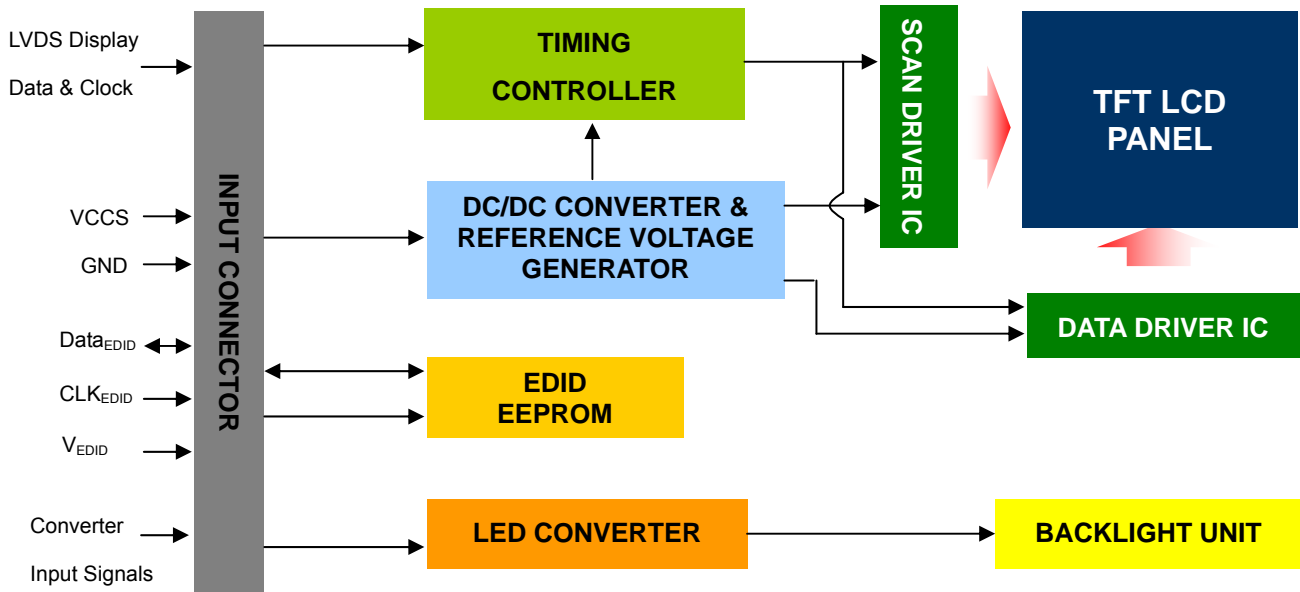 LVDS Display
Data & Clock
VCCS
GND
DataEDID
CLKEDID
VEDID
Converter
Input Signals
INPUT CONNECTOR
TIMING
CONTROLLER
DC/DC CONVERTER &
REFERENCE VOLTAGE
GENERATOR
EDID
EEPROM
LED CONVERTER
SCAN DRIVER IC
TFT LCD
PANEL
DATA DRIVER IC
BACKLIGHT UNIT